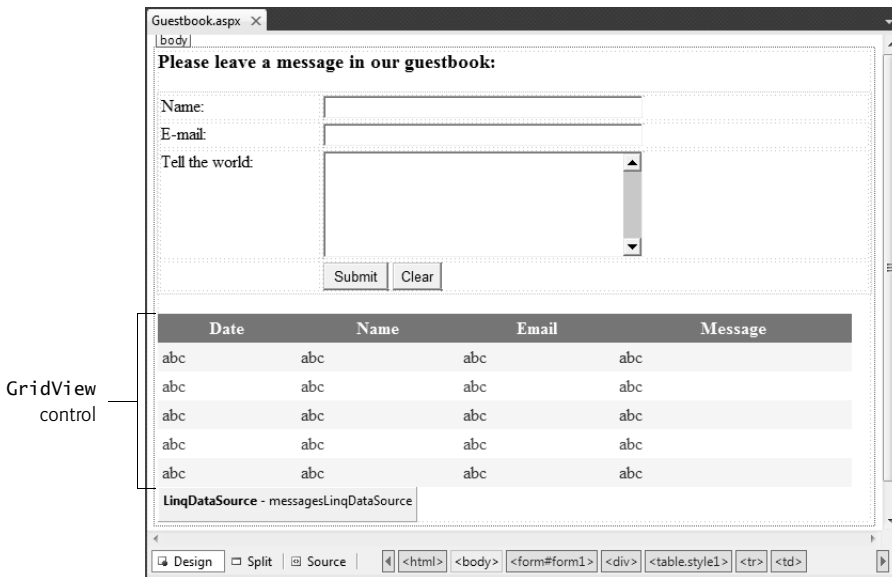 Guestbook.aspx ×
body
Please leave a message in our guestbook:
Name:
E-mail:
Tell the world:
Submit Clear
Date Name Email Message
abc abc abc abc
abc abc abc abc
abc abc abc abc
abc abc abc abc
abc abc abc abc
GridView
control
LinqDataSource - messagesLinqDataSource
Design Split Source <html> <body> <form#form1> <div> <table.style1> <tr> <td>